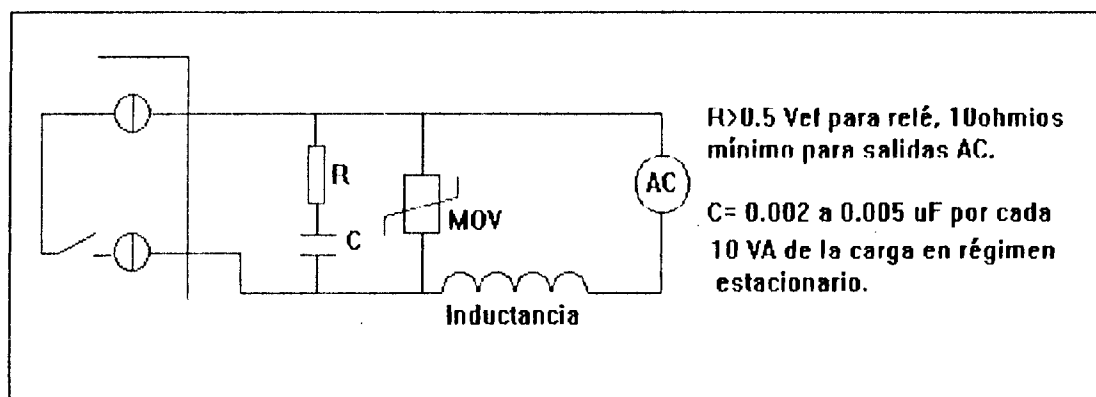 R>0.5 Vef para relé, 10ohmios
mínimo para salidas AC.
R
AC
MOV
C
C= 0.002 a 0.005 uF por cada
10 VA de la carga en régimen
estacionario.
Inductancia